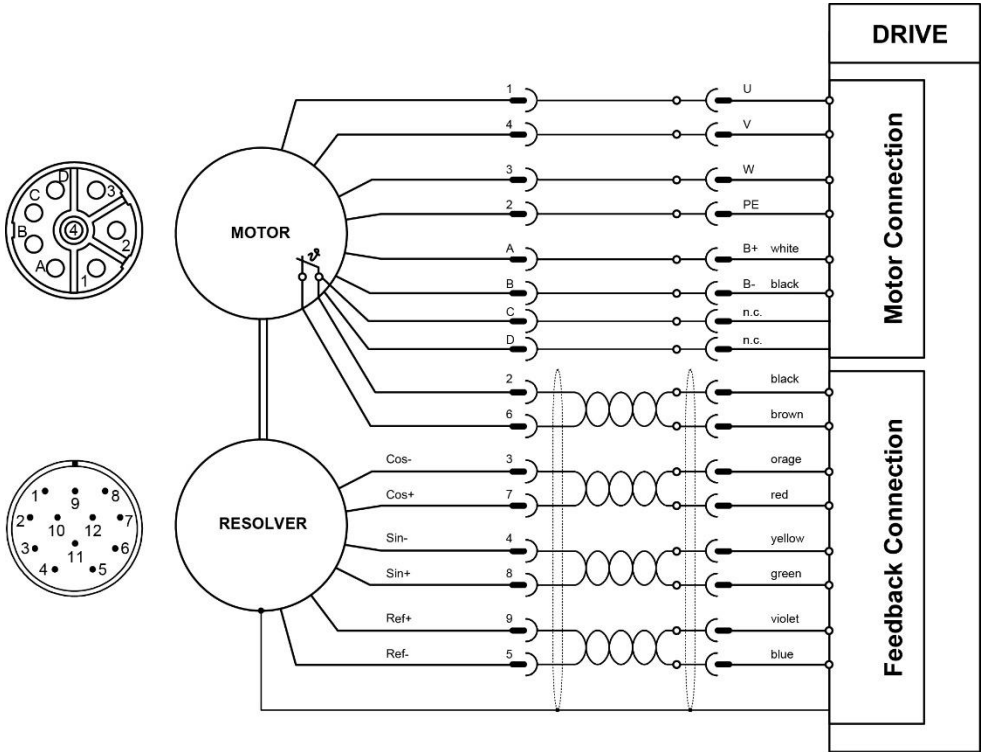 DRIVE
1 U
4 V
3 W
2 PE
A B+ white
B B- black
C n.c.
D n.c.
Motor Connection
MOTOR
D
C 3
4
B 2
A 1
2 black
6 brown
Cos- 3 orage
Cos+ 7 red
Sin- 4 yellow
Sin+ 8 green
Ref+ 9 violet
Ref- 5 blue
Feedback Connection
RESOLVER
1 9 8
2 10 12 7
3 11 6
4 5